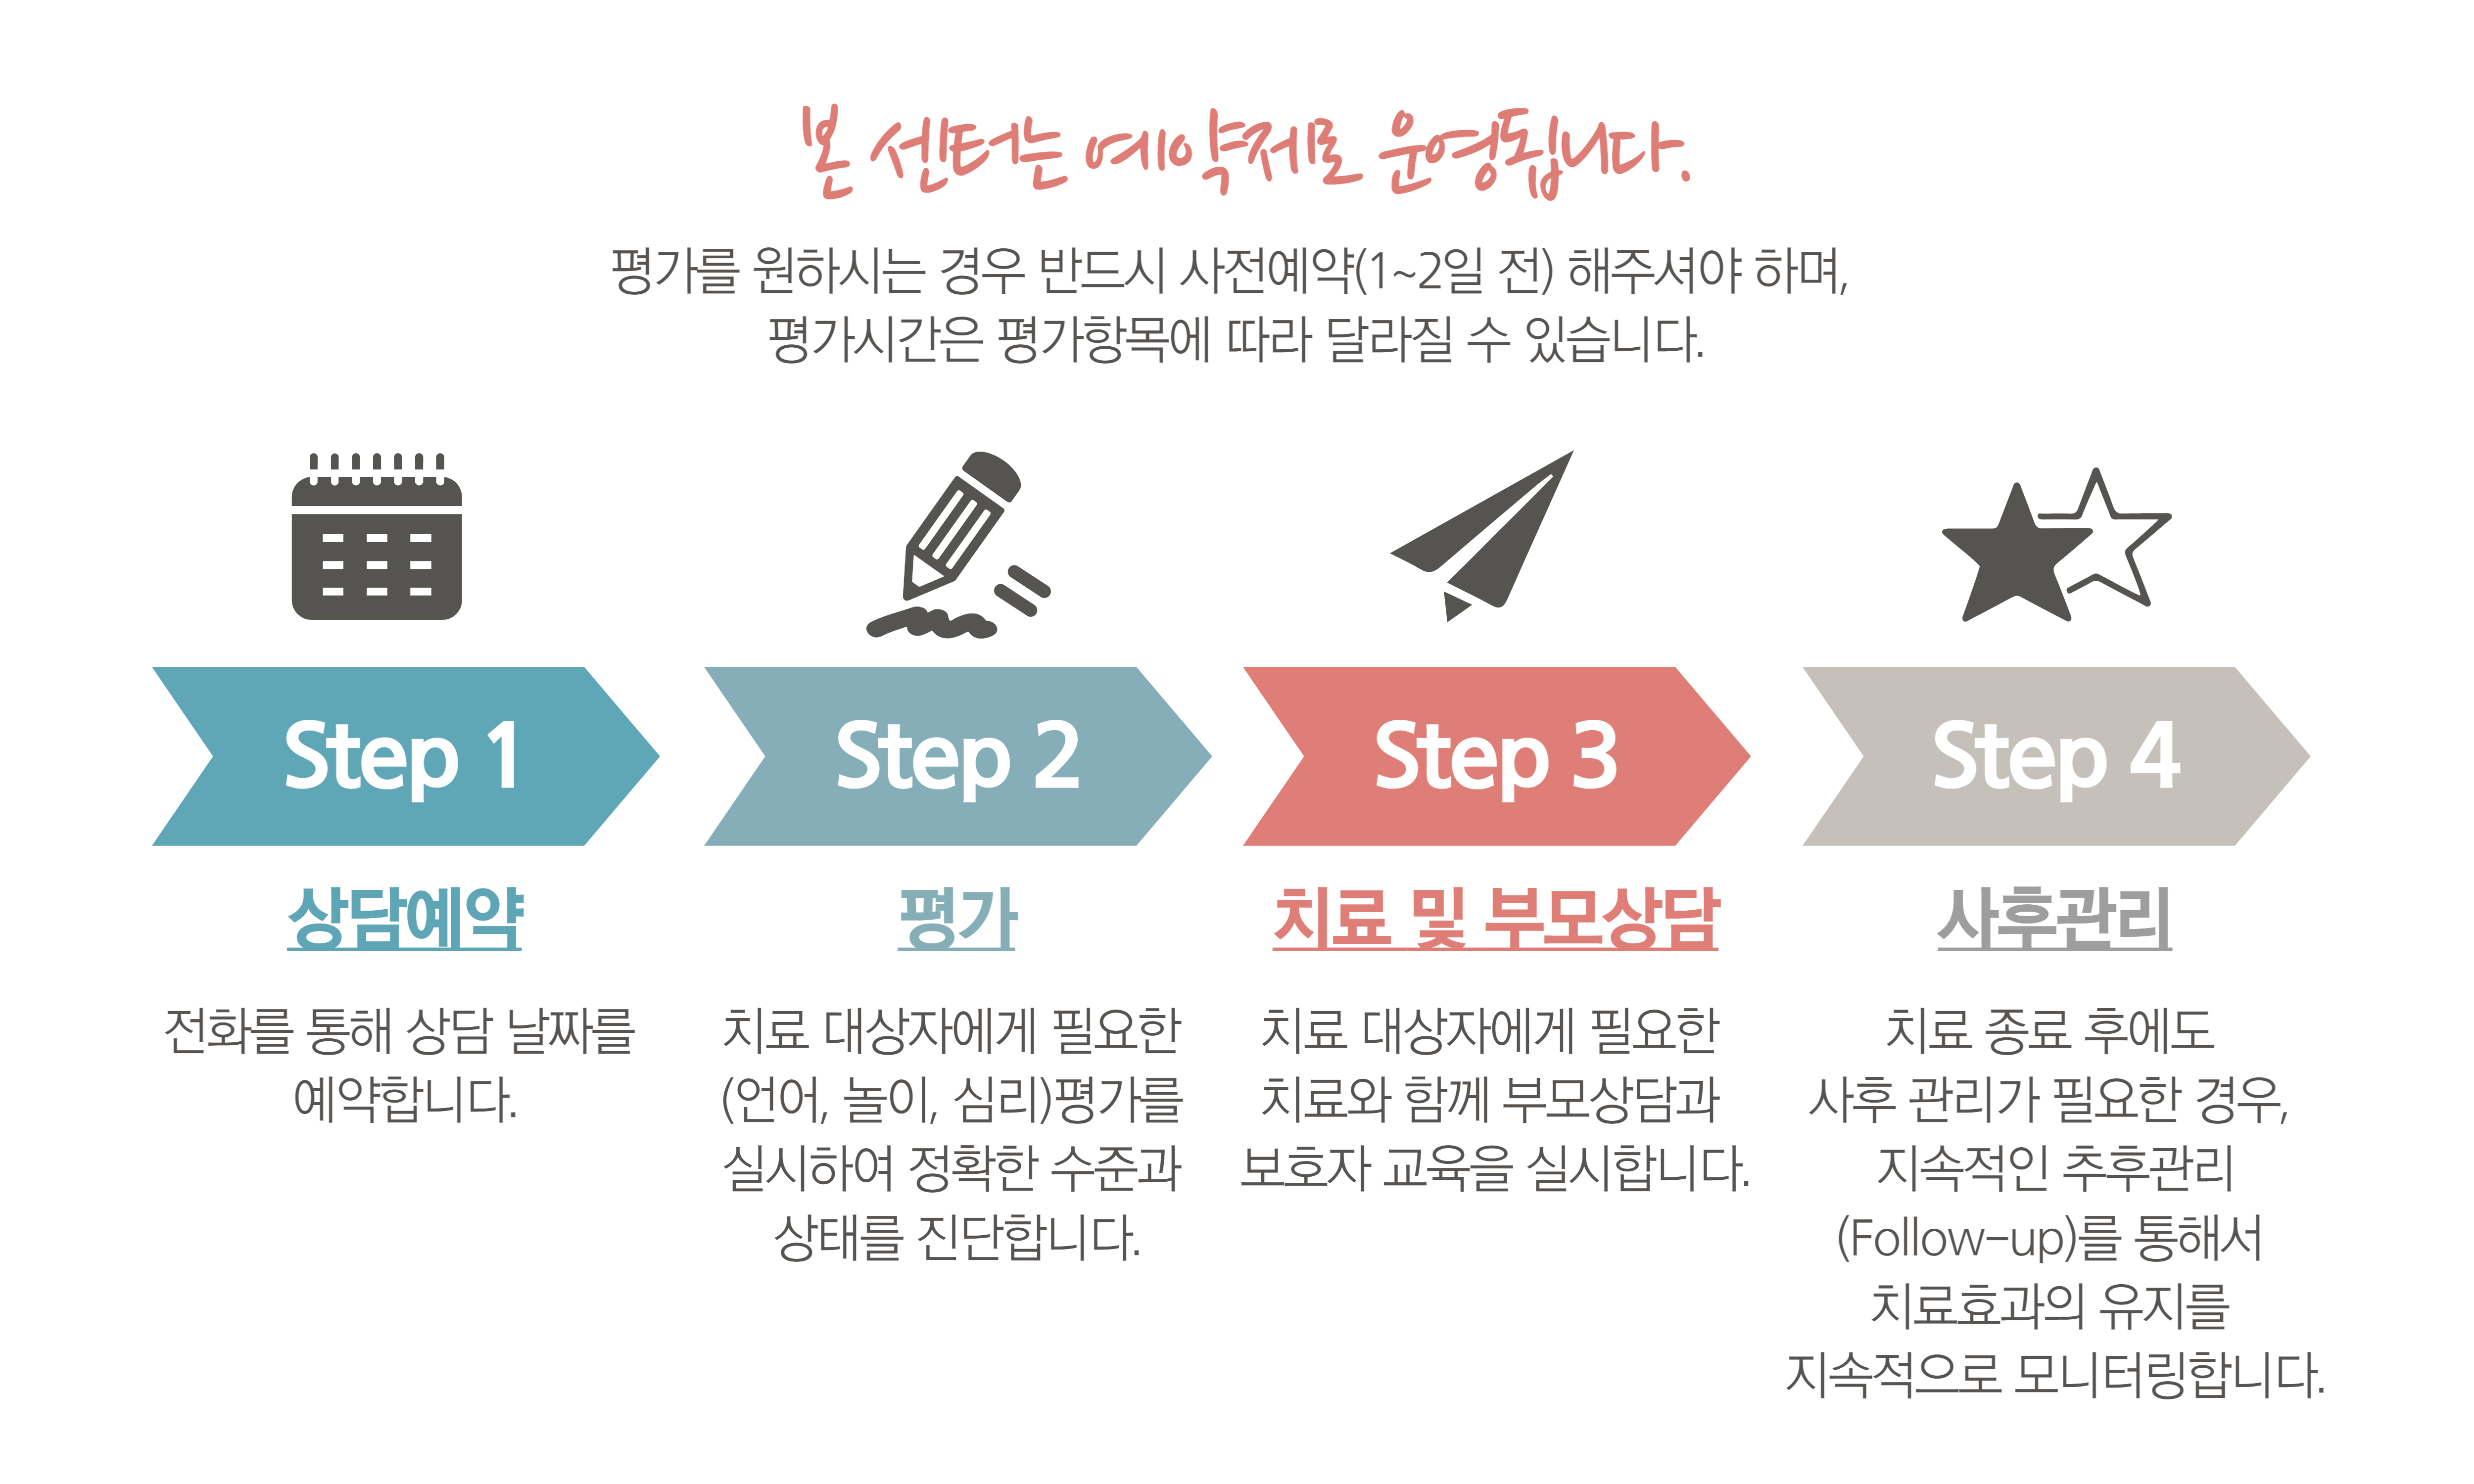 본 센터는 예약제로 운영됩니다.
평가를 원하시는 경우 반드시 사전예약(1~2일 전) 해주셔야 하며,
평가시간은 평가항목에 따라 달라질 수 있습니다.
Step 1
상담예약
전화를 통해 상담 날짜를
예약합니다.
Step 2
평가
치료 대상자에게 필요한
(언어, 놀이, 심리)평가를
실시하여 정확한 수준과
상태를 진단합니다.
Step 3
치료 및 부모상담
치료 대상자에게 필요한
치료와 함께 부모상담과
보호자 교육을 실시합니다.
Step 4
사후관리
치료 종료 후에도
사후 관리가 필요한 경우,
지속적인 추후관리
(Follow-up)를 통해서
치료효과의 유지를
지속적으로 모니터링합니다.